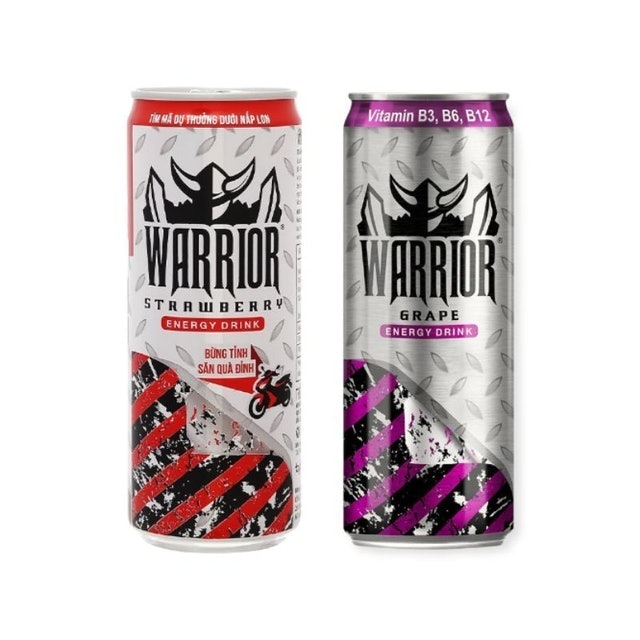 TÌM MÃ DỰ THƯỞNG DƯỚI NẮP LON
WARRIOR®
STRAWBERRY
ENERGY DRINK
BÙNG TỈNH
SĂN QUÀ ĐỈNH
Vitamin B3, B6, B12
WARRIOR®
GRAPE
ENERGY DRINK